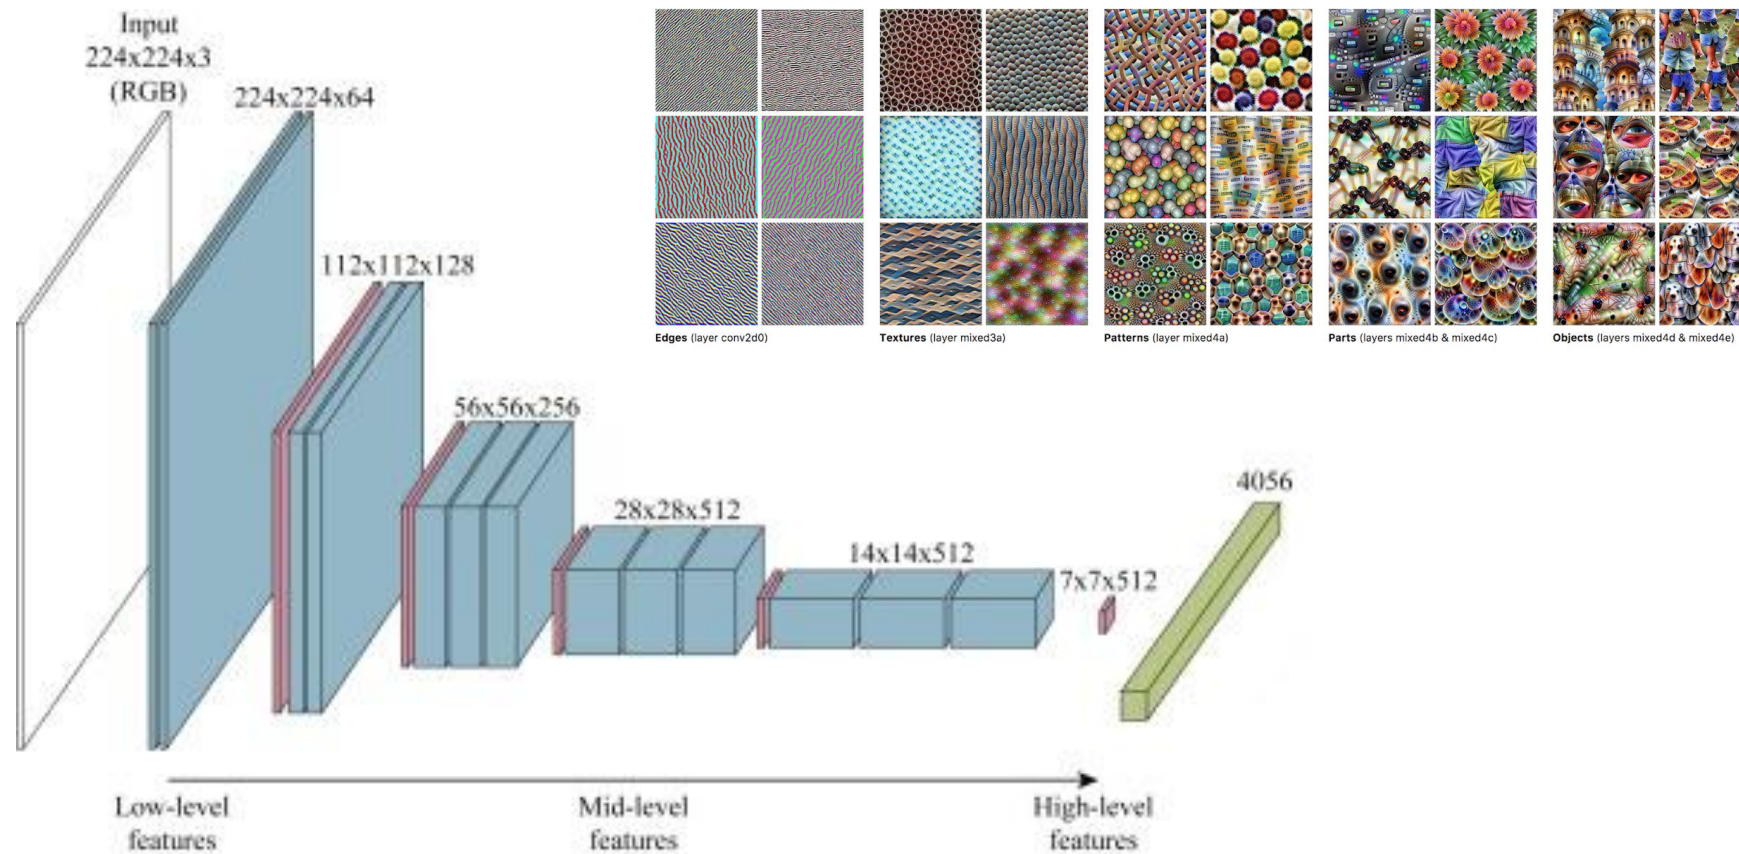 Input
224x224x3
(RGB)
224x224x64
112x112x128
56x56x256
28x28x512
14x14x512
7x7x512
4056
Low-level
features
Mid-level
features
High-level
features
Edges (layer conv2d0)
Textures (layer mixed3a)
Patterns (layer mixed4a)
Parts (layers mixed4b & mixed4c)
Objects (layers mixed4d & mixed4e)